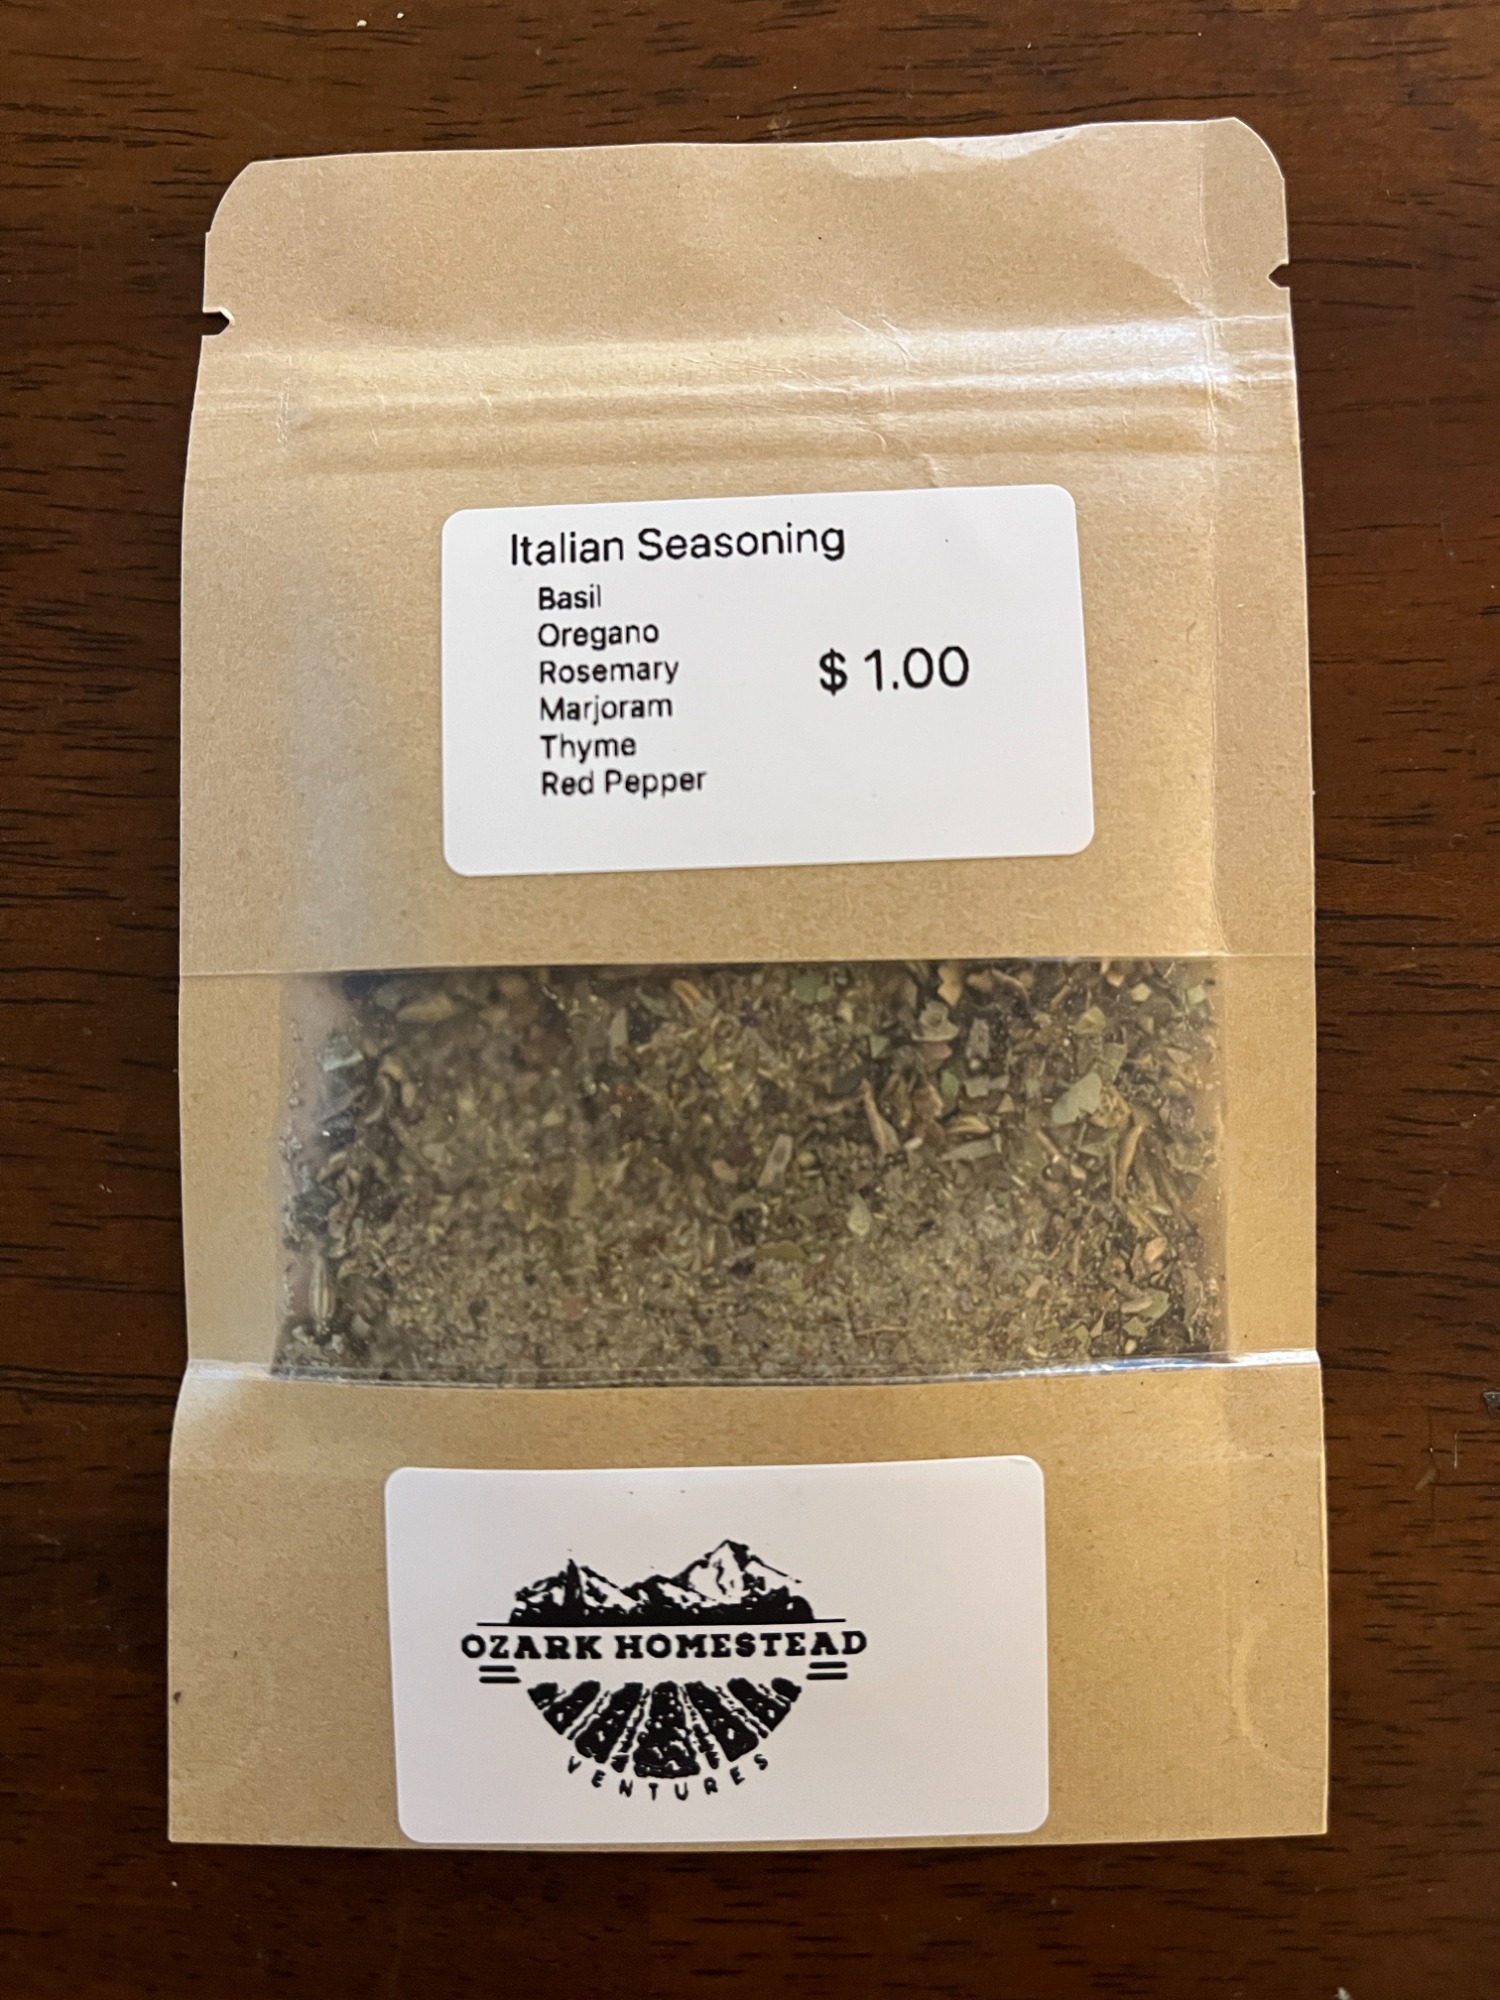 Italian Seasoning
Basil
Oregano
Rosemary
Marjoram
Thyme
Red Pepper
$ 1.00
OZARK HOMESTEAD
VENTURES